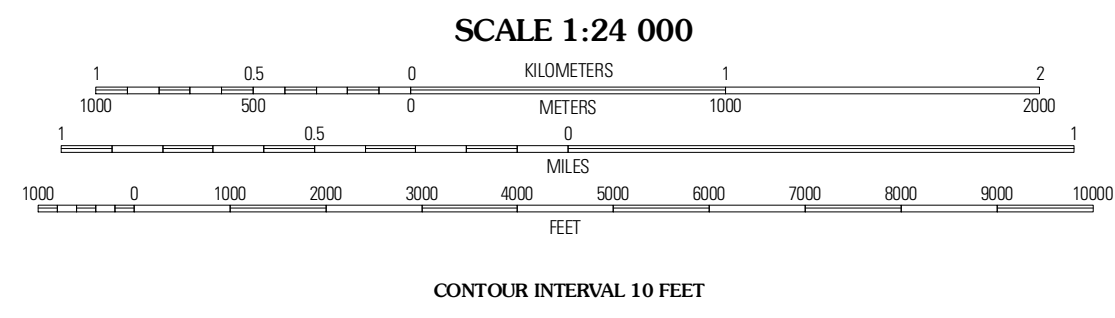 SCALE 1:24 000
1 0.5 0 KILOMETERS 1 2
1000 500 0 METERS 1000 2000
1 0.5 0 1
MILES
1000 0 1000 2000 3000 4000 5000 6000 7000 8000 9000 10000
FEET
CONTOUR INTERVAL 10 FEET